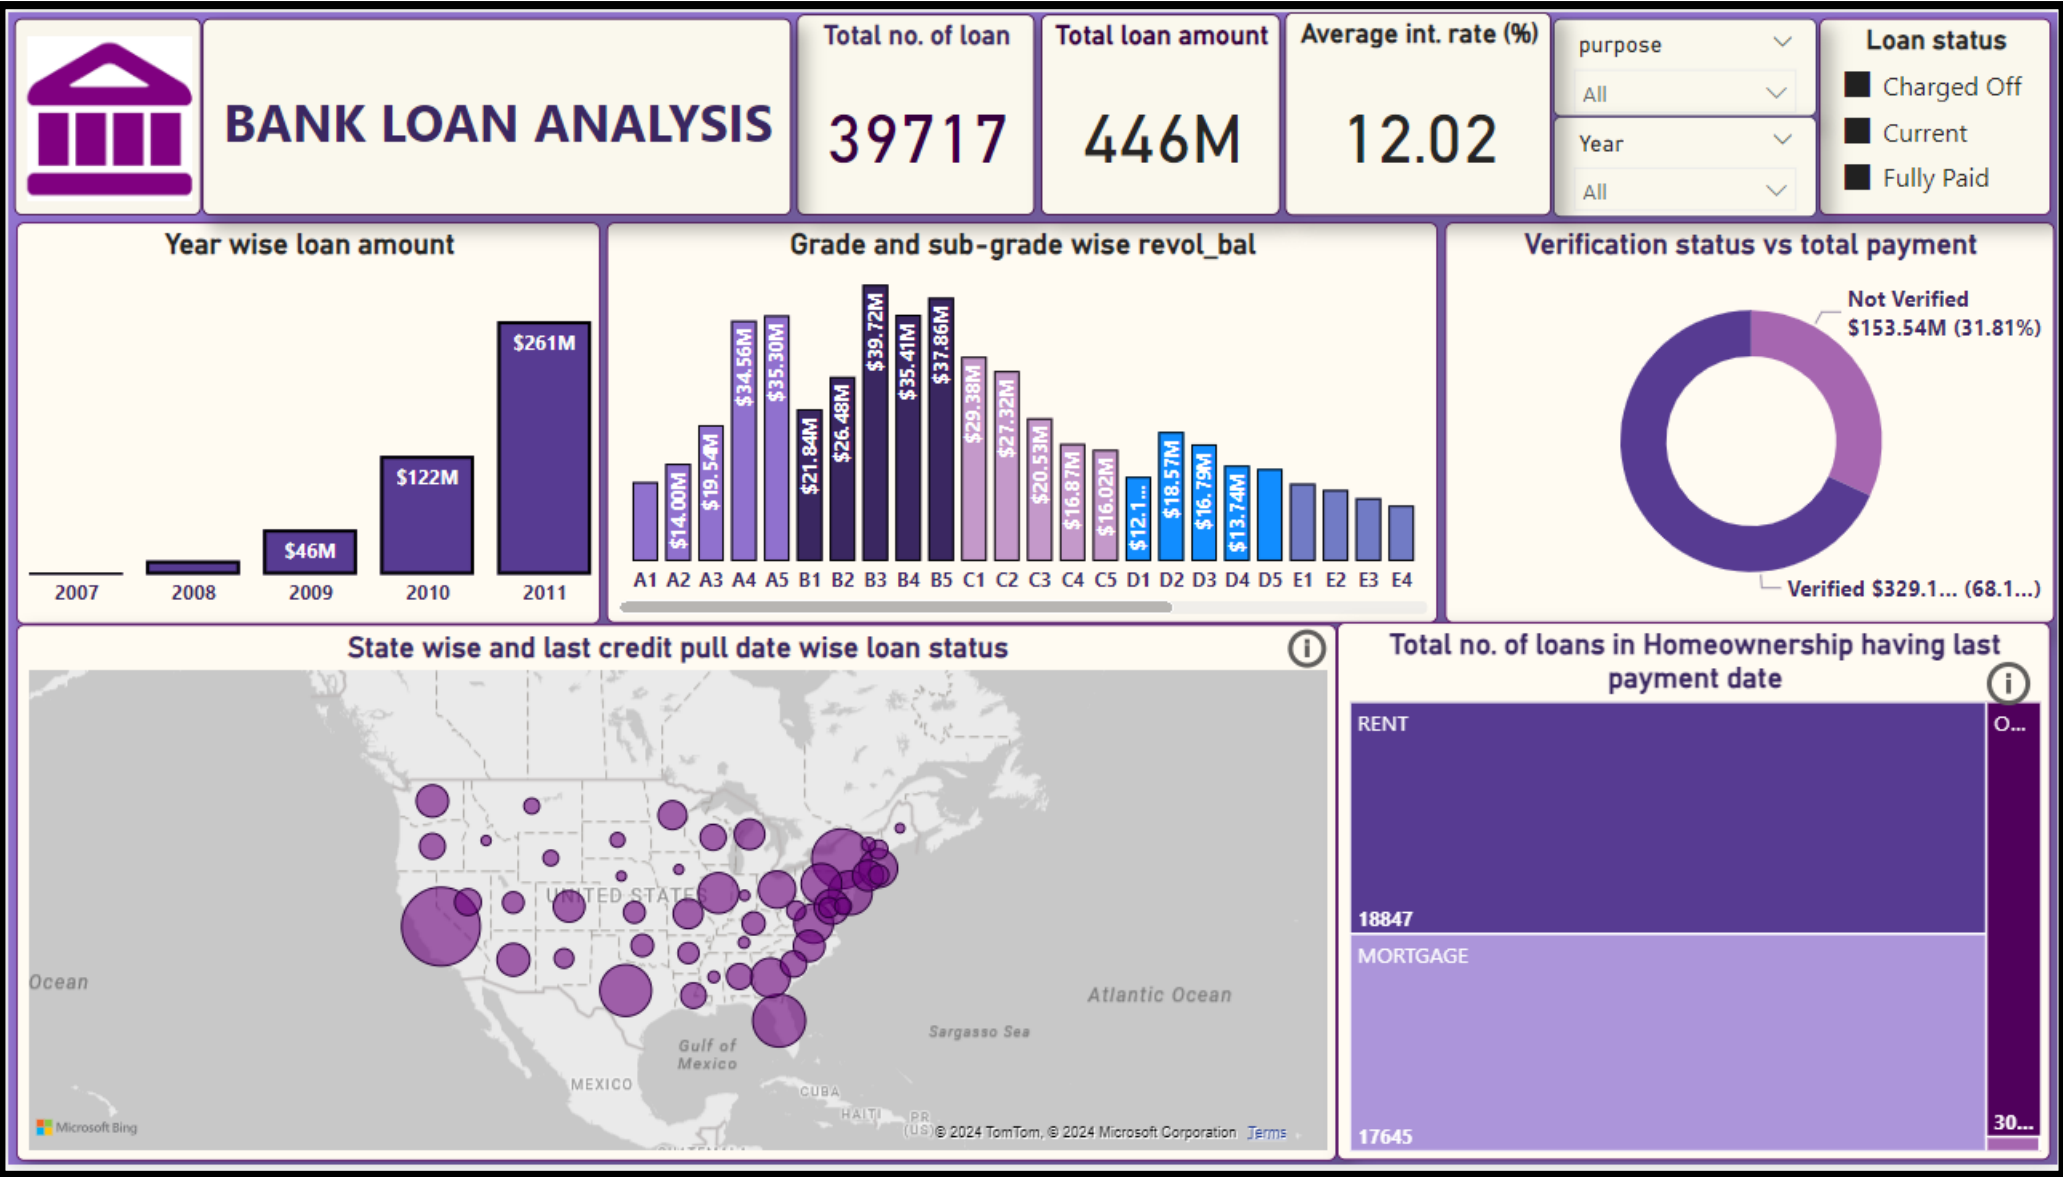 BANK LOAN ANALYSIS
Total no. of loan
39717
Total loan amount
446M
Average int. rate (%)
12.02
purpose
All
Year
All
Loan status
Charged Off
Current
Fully Paid
Year wise loan amount
$46M
$122M
$261M
2007 2008 2009 2010 2011
Grade and sub-grade wise revol_bal
$14.00M
$19.54M
$34.56M
$35.30M
$21.84M
$26.48M
$39.72M
$35.41M
$37.86M
$29.38M
$27.32M
$20.53M
$16.87M
$16.02M
$12.1...
$18.57M
$16.79M
$13.74M
A1 A2 A3 A4 A5 B1 B2 B3 B4 B5 C1 C2 C3 C4 C5 D1 D2 D3 D4 D5 E1 E2 E3 E4
Verification status vs total payment
Not Verified
$153.54M (31.81%)
Verified $329.1... (68.1...)
State wise and last credit pull date wise loan status
UNITED STATES
Ocean
Atlantic Ocean
Sargasso Sea
Gulf of
Mexico
MEXICO
CUBA
HAITI
PR
(US)
Microsoft Bing
© 2024 TomTom, © 2024 Microsoft Corporation Terms
Total no. of loans in Homeownership having last
payment date
RENT
18847
MORTGAGE
17645
O...
30...